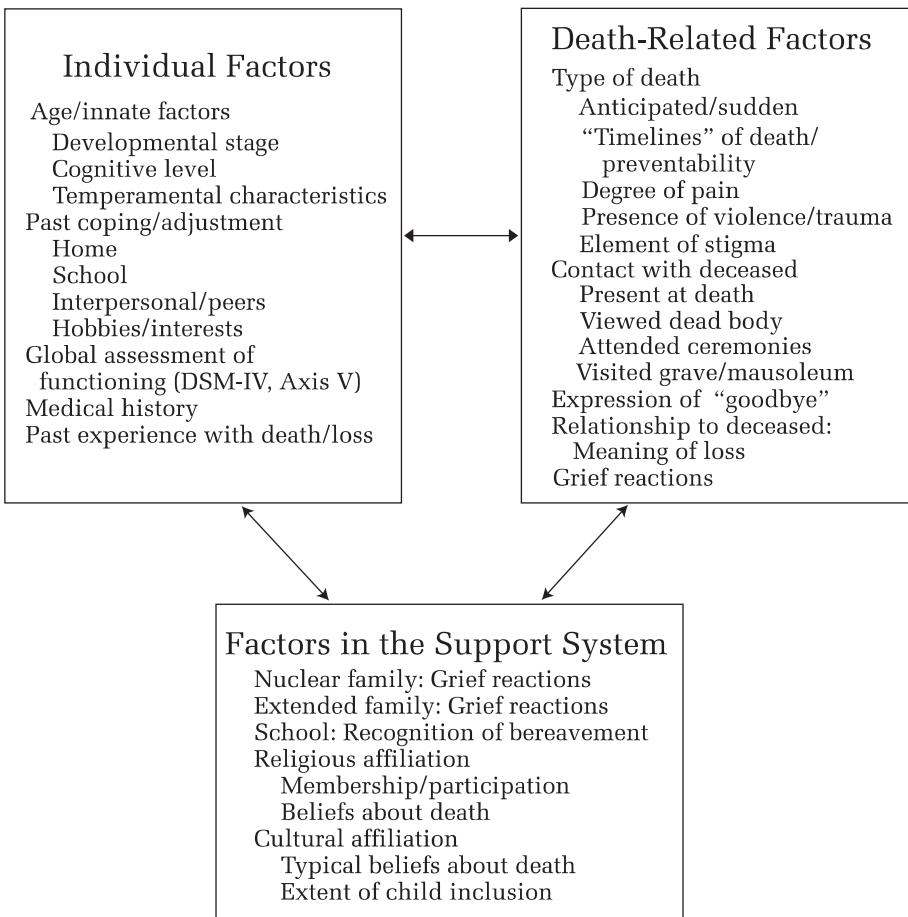 Individual Factors
Age/innate factors
Developmental stage
Cognitive level
Temperamental characteristics
Past coping/adjustment
Home
School
Interpersonal/peers
Hobbies/interests
Global assessment of
functioning (DSM-IV, Axis V)
Medical history
Past experience with death/loss
Death-Related Factors
Type of death
Anticipated/sudden
“Timelines” of death/
preventability
Degree of pain
Presence of violence/trauma
Element of stigma
Contact with deceased
Present at death
Viewed dead body
Attended ceremonies
Visited grave/mausoleum
Expression of “goodbye”
Relationship to deceased:
Meaning of loss
Grief reactions
Factors in the Support System
Nuclear family: Grief reactions
Extended family: Grief reactions
School: Recognition of bereavement
Religious affiliation
Membership/participation
Beliefs about death
Cultural affiliation
Typical beliefs about death
Extent of child inclusion